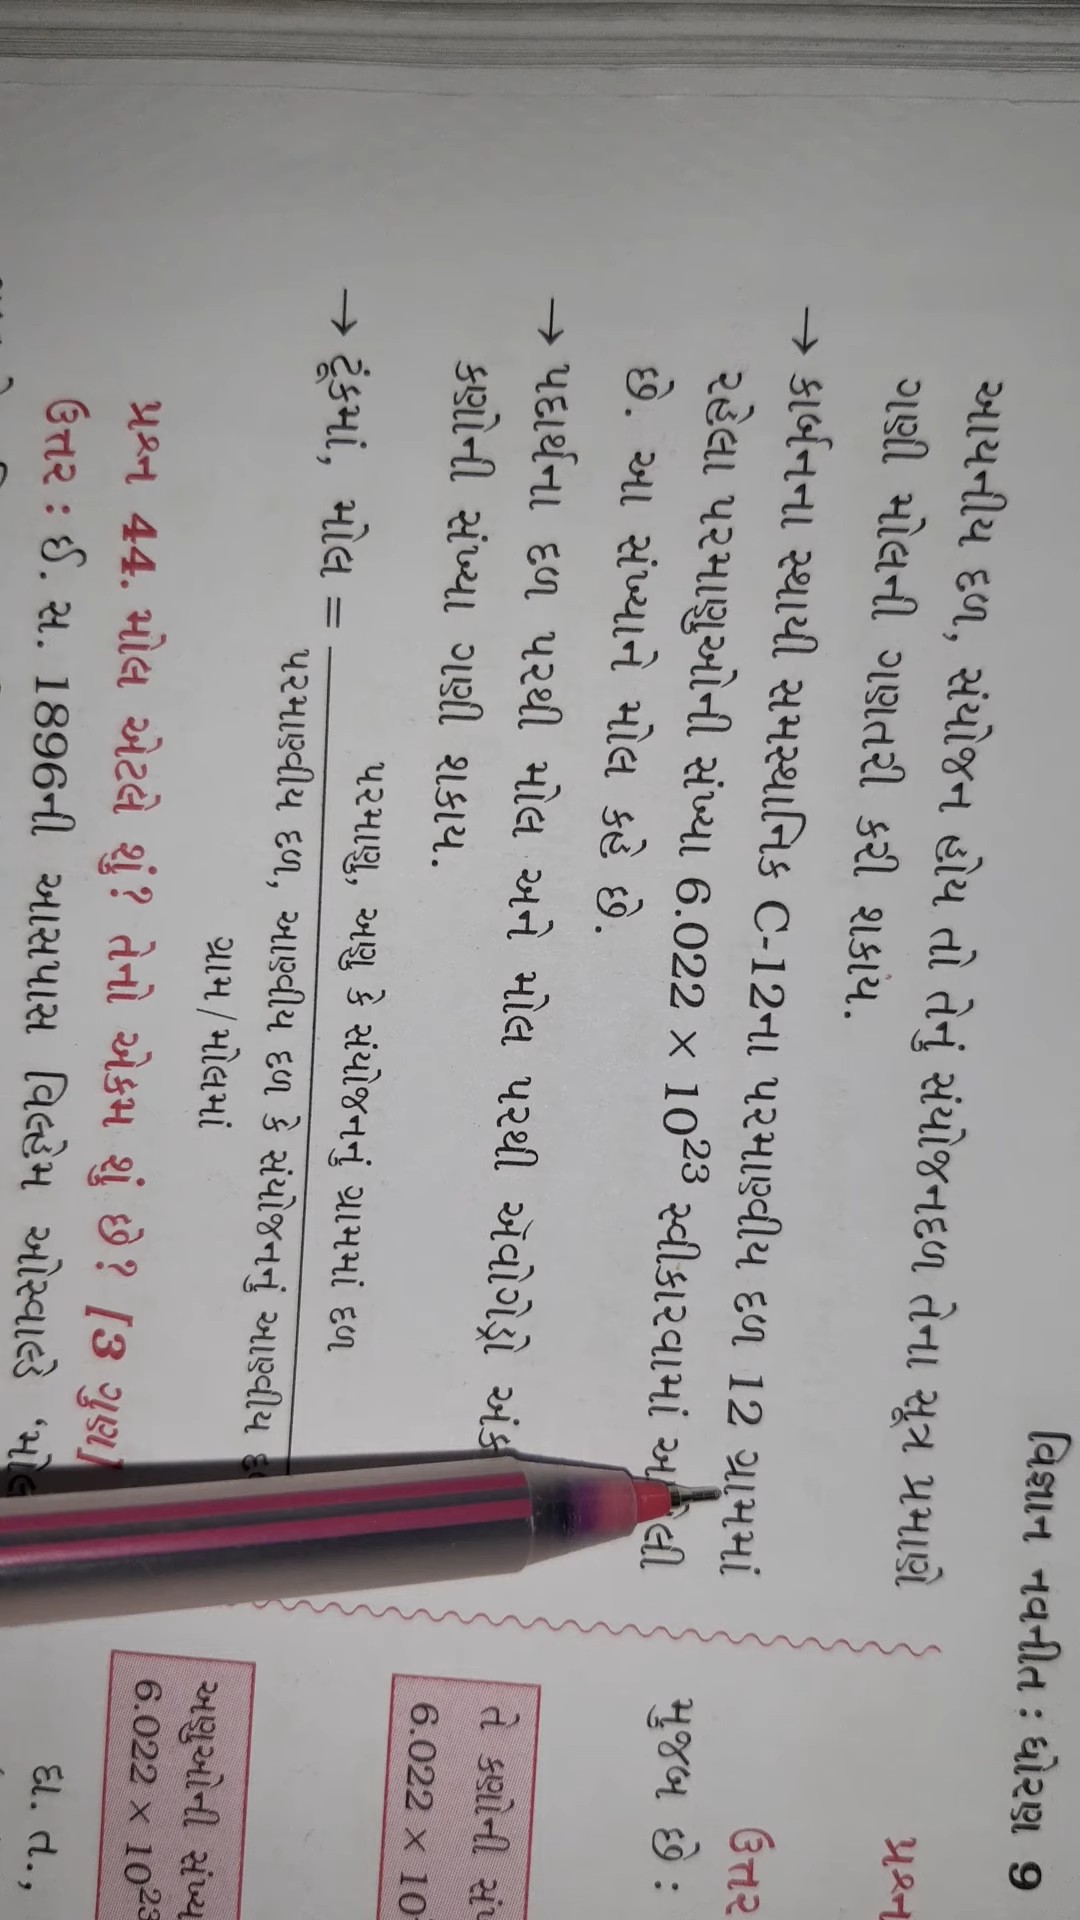 વિજ્ઞાન નવનીત : ધોરણ 9
આયનીય દળ, સંયોજન હોય તો તેનું સંયોજનદળ તેના સૂત્ર પ્રમાણે
ગણી મોલની ગણતરી કરી શકાય.
→ કાર્બનના સ્થાયી સમસ્થાનિક C-12ના પરમાણ્વીય દળ 12 ગ્રામમાં
રહેલા પરમાણુઓની સંખ્યા 6.022 × 10²³ સ્વીકારવામાં
છે. આ સંખ્યાને મોલ કહે છે.
→ પદાર્થના દળ પરથી મોલ અને મોલ પરથી ઍવોગેડ્રો અંક
કણોની સંખ્યા ગણી શકાય.
→ ટૂંકમાં, મોલ =
પરમાણુ, અણુ કે સંયોજનનું ગ્રામમાં દળ
પરમાણ્વીય દળ, આણ્વીય દળ કે સંયોજનનું આણ્વીય
ગ્રામ/મોલમાં
પ્રશ્ન 44. મોલ એટલે શું? તેનો એકમ શું છે? [3 ગુણ]
ઉત્તર : ઈ. સ. 1896ની આસપાસ વિલ્હેમ ઓસ્વાલ્ડે
પ્રશ્ન
ઉત્તર
મુજબ છે :
તે કણોની
6.022 × 10
અણુઓની
6.022 × 10²³
દા. ત.,